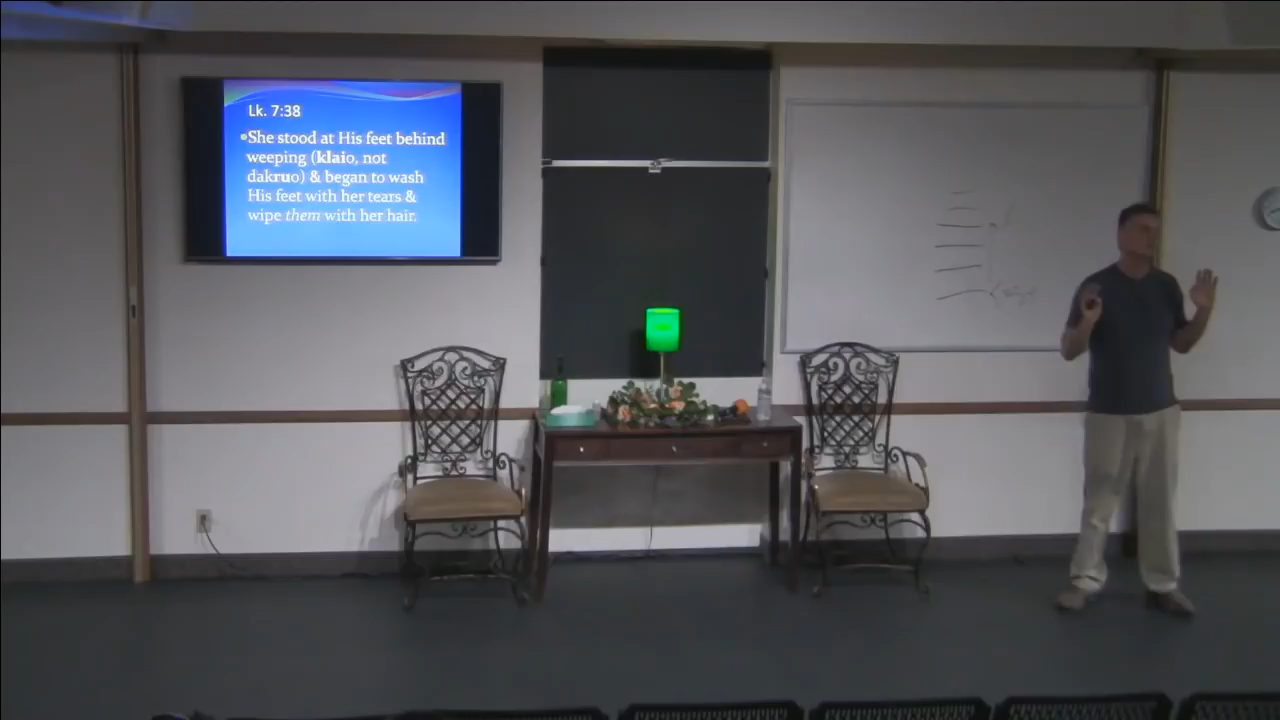 Lk. 7:38
•She stood at His feet behind
weeping (klaio, not
dakruo) & began to wash
His feet with her tears &
wipe them with her hair.